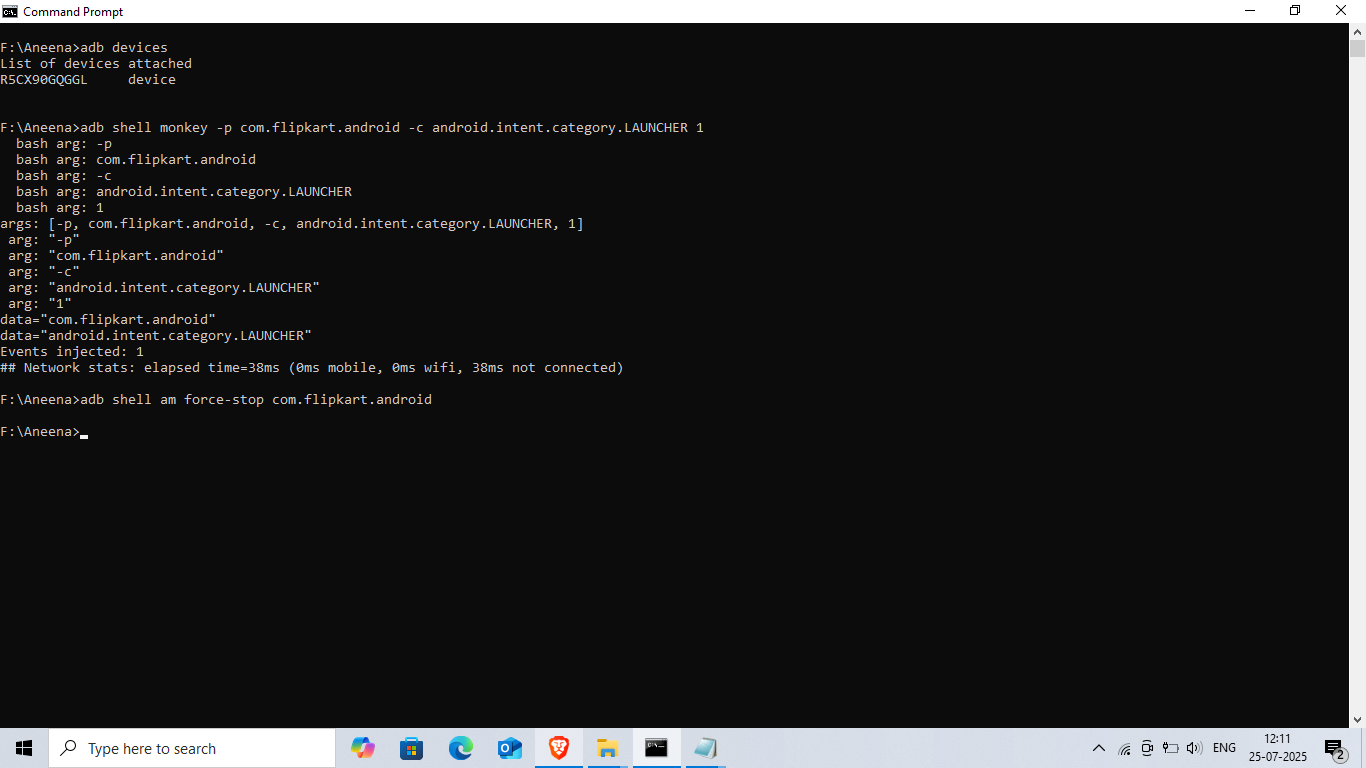 Command Prompt
F:\Aneena>adb devices
List of devices attached
R5CX90GQGGL     device
F:\Aneena>adb shell monkey -p com.flipkart.android -c android.intent.category.LAUNCHER 1
  bash arg: -p
  bash arg: com.flipkart.android
  bash arg: -c
  bash arg: android.intent.category.LAUNCHER
  bash arg: 1
args: [-p, com.flipkart.android, -c, android.intent.category.LAUNCHER, 1]
 arg: "-p"
 arg: "com.flipkart.android"
 arg: "-c"
 arg: "android.intent.category.LAUNCHER"
 arg: "1"
data="com.flipkart.android"
data="android.intent.category.LAUNCHER"
Events injected: 1
## Network stats: elapsed time=38ms (0ms mobile, 0ms wifi, 38ms not connected)
F:\Aneena>adb shell am force-stop com.flipkart.android
F:\Aneena>
Type here to search
ENG
12:11
25-07-2025
2